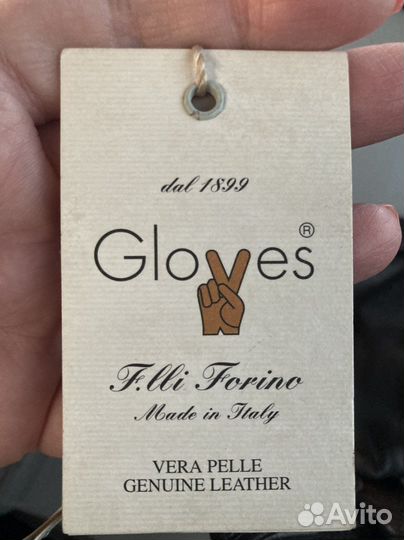 dal 1899
Gloves®
F.lli Forino
Made in Italy
VERA PELLE
GENUINE LEATHER
Avito